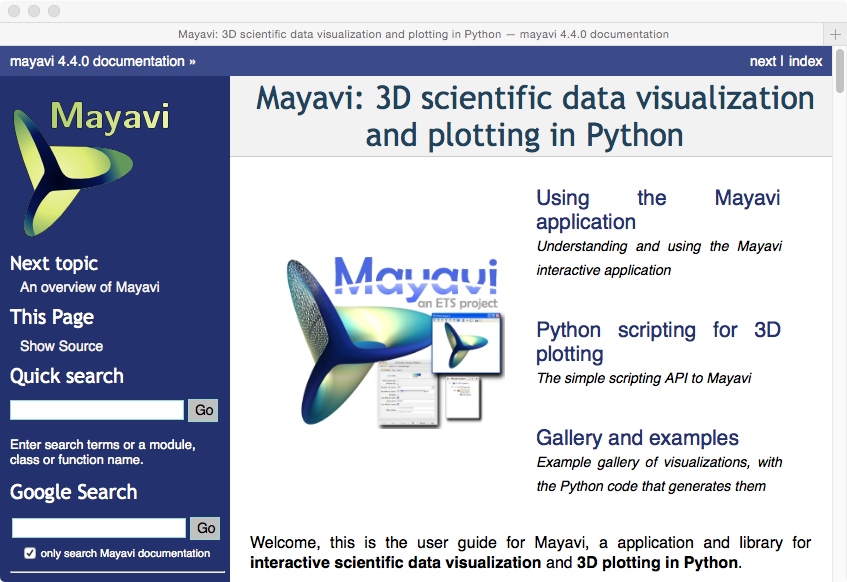 Mayavi: 3D scientific data visualization and plotting in Python — mayavi 4.4.0 documentation
mayavi 4.4.0 documentation »
next | index
Mayavi
Next topic
An overview of Mayavi
This Page
Show Source
Quick search
Go
Enter search terms or a module,
class or function name.
Google Search
Go
only search Mayavi documentation
Mayavi: 3D scientific data visualization
and plotting in Python
Mayavi
an ETS project
Using the Mayavi
application
Understanding and using the Mayavi
interactive application
Python scripting for 3D
plotting
The simple scripting API to Mayavi
Gallery and examples
Example gallery of visualizations, with
the Python code that generates them
Welcome, this is the user guide for Mayavi, a application and library for
interactive scientific data visualization and 3D plotting in Python.